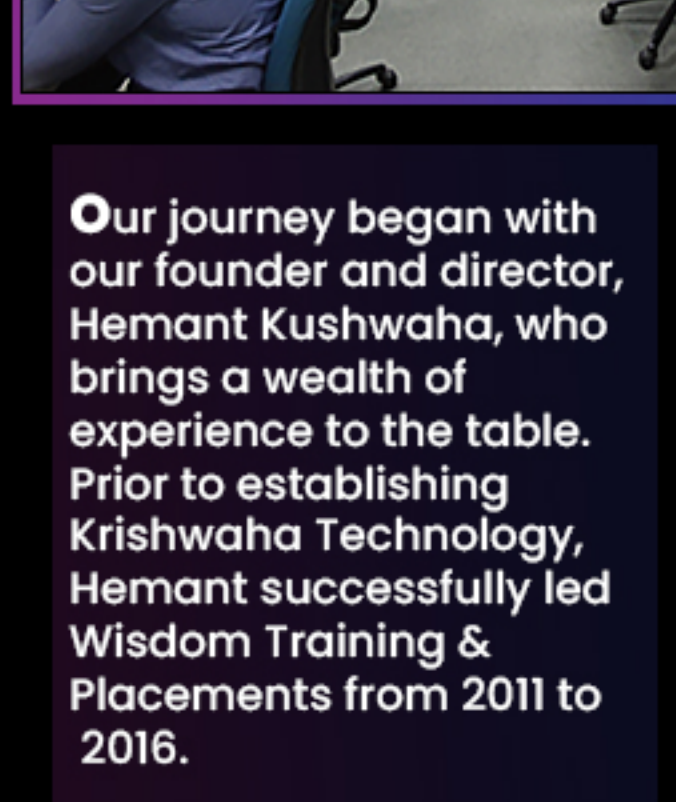 Our journey began with
our founder and director,
Hemant Kushwaha, who
brings a wealth of
experience to the table.
Prior to establishing
Krishwaha Technology,
Hemant successfully led
Wisdom Training &
Placements from 2011 to
2016.